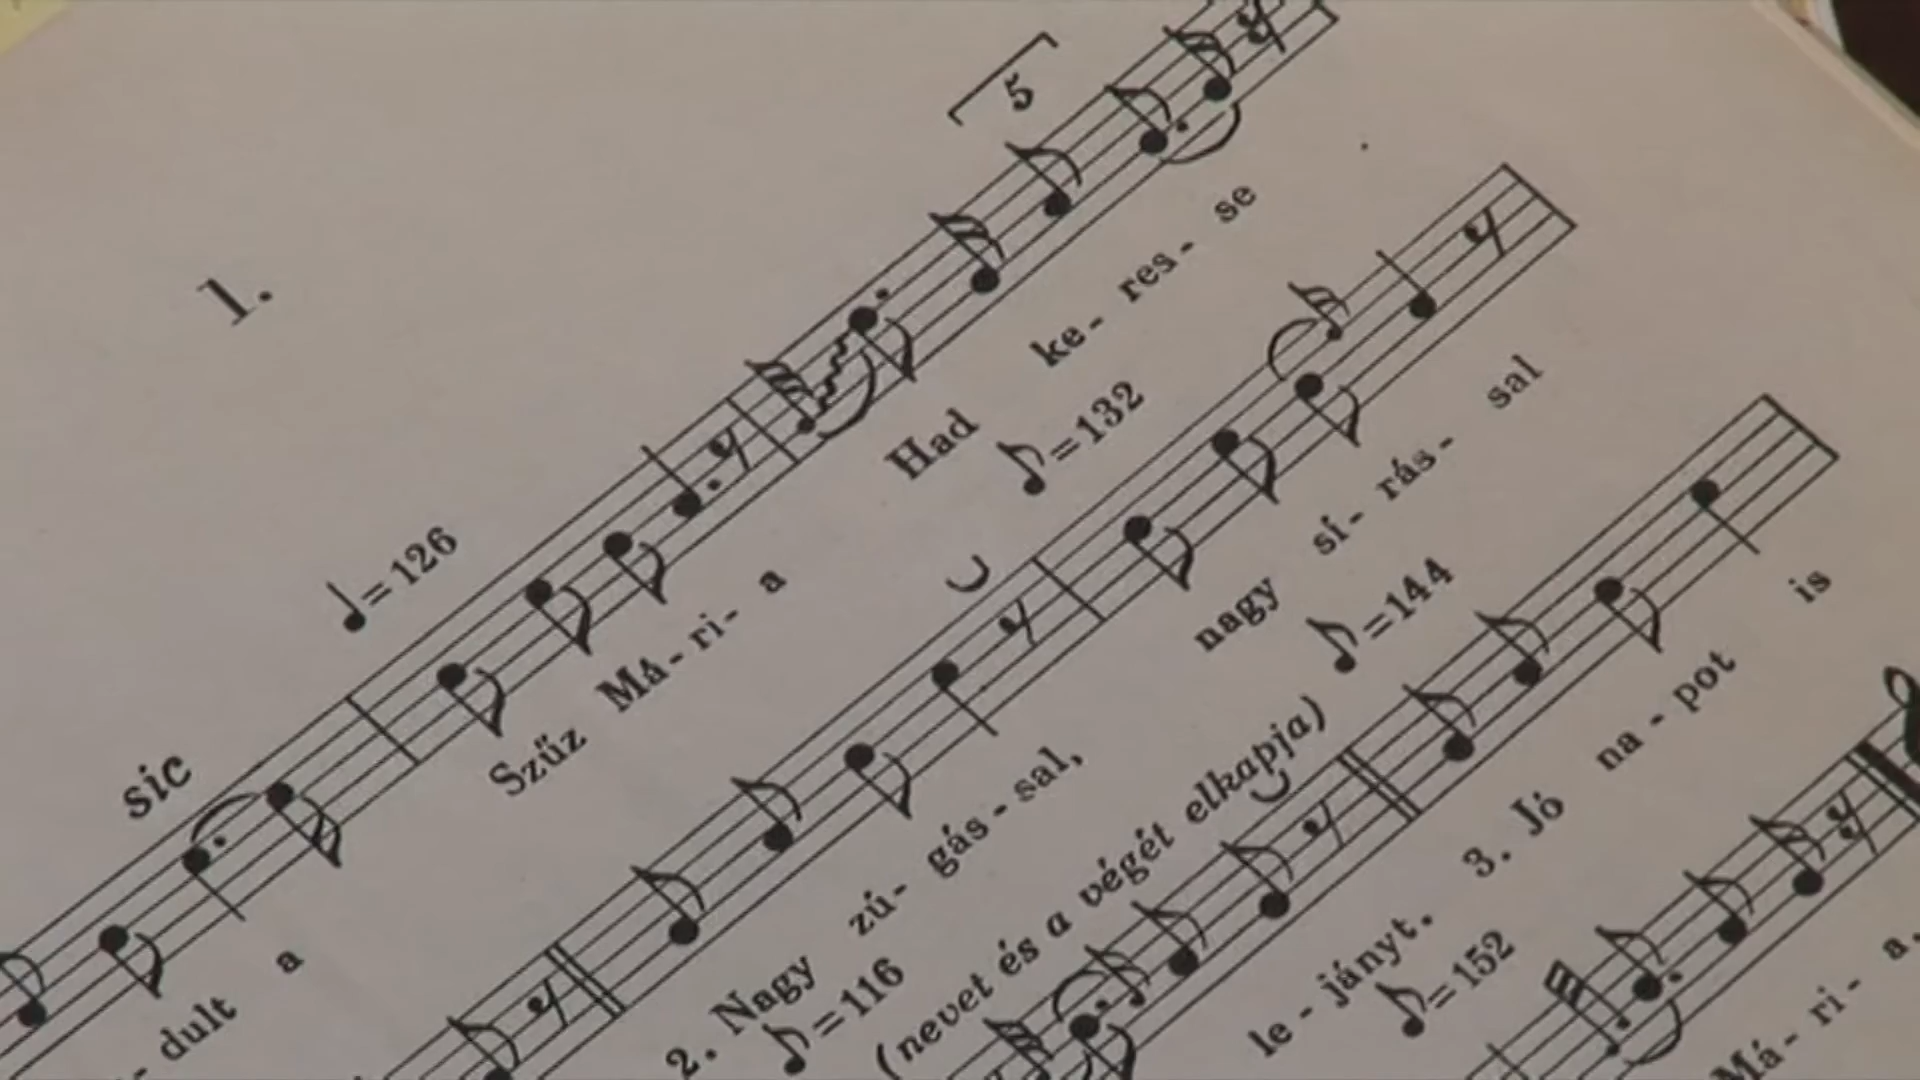 1.
5
sic
♩=126
- dult a Szűz Má-ri- a Had ke- res- se
♪=132
2. Nagy zú- gás-sal, nagy sí- rás- sal
♪=116
(nevet és a végét elkapja)
♪=144
le-jányt. 3. Jó na-pot is
♪=152
Má-ri- a,